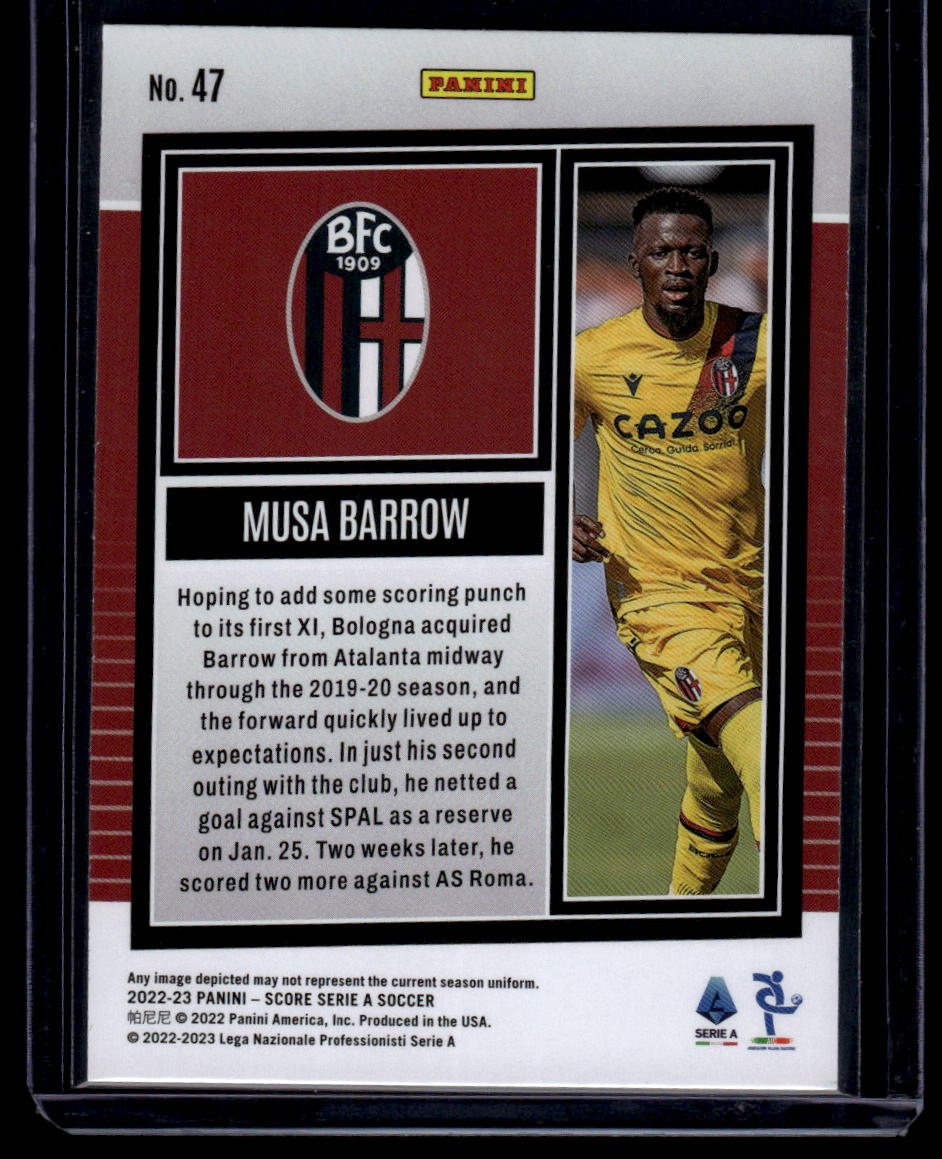 No. 47
PANINI
BFC
1909
CAZOO
Cerca. Guida. Sorridi.
MUSA BARROW
Hoping to add some scoring punch
to its first XI, Bologna acquired
Barrow from Atalanta midway
through the 2019-20 season, and
the forward quickly lived up to
expectations. In just his second
outing with the club, he netted a
goal against SPAL as a reserve
on Jan. 25. Two weeks later, he
scored two more against AS Roma.
Any image depicted may not represent the current season uniform.
2022-23 PANINI – SCORE SERIE A SOCCER
帕尼尼 © 2022 Panini America, Inc. Produced in the USA.
© 2022-2023 Lega Nazionale Professionisti Serie A
SERIE A